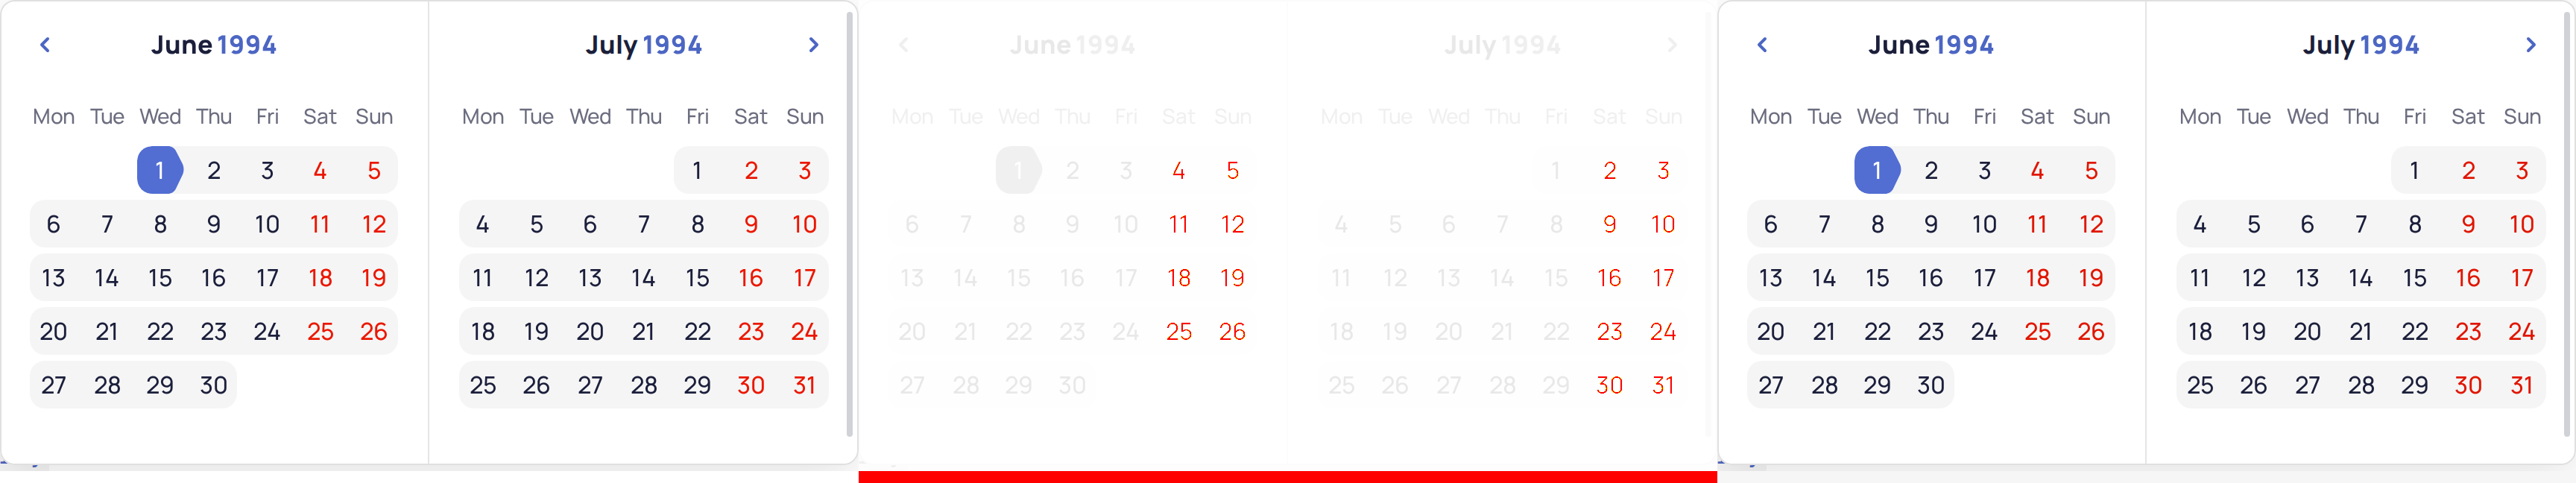 June 1994 July 1994 June 1994 July 1994 June 1994 July 1994
Mon Tue Wed Thu Fri Sat Sun Mon Tue Wed Thu Fri Sat Sun Mon Tue Wed Thu Fri Sat Sun Mon Tue Wed Thu Fri Sat Sun Mon Tue Wed Thu Fri Sat Sun Mon Tue Wed Thu Fri Sat Sun
1 2 3 4 5 1 2 3 1 2 3 4 5 1 2 3 1 2 3 4 5 1 2 3
6 7 8 9 10 11 12 4 5 6 7 8 9 10 6 7 8 9 10 11 12 4 5 6 7 8 9 10 6 7 8 9 10 11 12 4 5 6 7 8 9 10
13 14 15 16 17 18 19 11 12 13 14 15 16 17 13 14 15 16 17 18 19 11 12 13 14 15 16 17 13 14 15 16 17 18 19 11 12 13 14 15 16 17
20 21 22 23 24 25 26 18 19 20 21 22 23 24 20 21 22 23 24 25 26 18 19 20 21 22 23 24 20 21 22 23 24 25 26 18 19 20 21 22 23 24
27 28 29 30 25 26 27 28 29 30 31 27 28 29 30 25 26 27 28 29 30 31 27 28 29 30 25 26 27 28 29 30 31